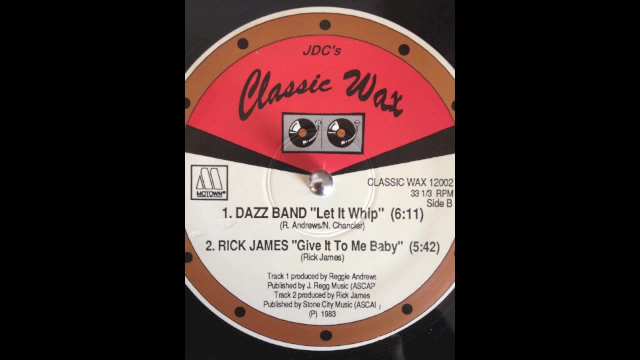 JDC's
Classic Wax
MOTOWN
CLASSIC WAX 12002
33 1/3 RPM
Side B
1. DAZZ BAND "Let It Whip" (6:11)
(R. Andrews/N. Chancler)
2. RICK JAMES "Give It To Me Baby" (5:42)
(Rick James)
Track 1 produced by Reggie Andrews
Published by J. Regg Music (ASCAP)
Track 2 produced by Rick James
Published by Stone City Music (ASCAP)
(P) 1983